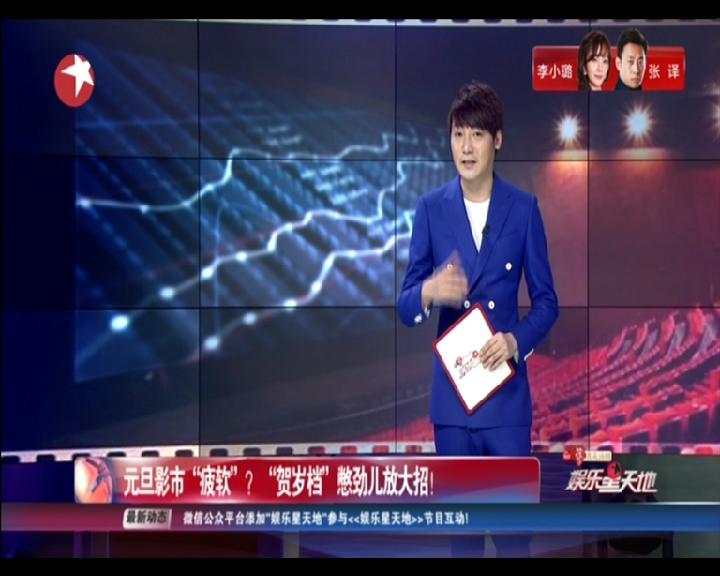 李小璐 张译
元旦影市“疲软”？“贺岁档”憋劲儿放大招！
娱乐星天地
最新动态 微信公众平台添加"娱乐星天地"参与<<娱乐星天地>>节目互动!